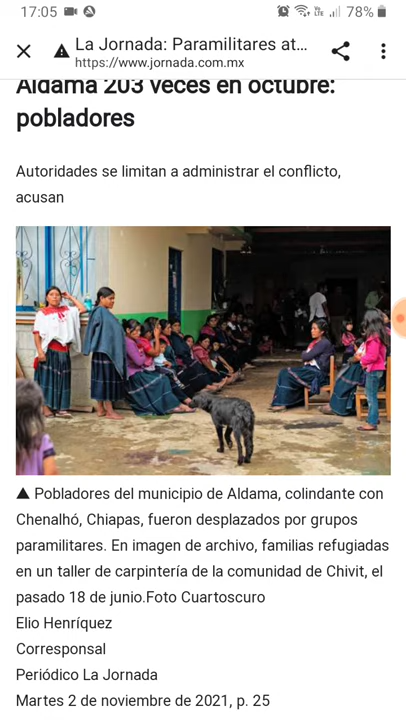 17:05
VoLTE
78%
La Jornada: Paramilitares at...
https://www.jornada.com.mx
Aldama 203 veces en octubre:
pobladores
Autoridades se limitan a administrar el conflicto,
acusan
▲ Pobladores del municipio de Aldama, colindante con
Chenalhó, Chiapas, fueron desplazados por grupos
paramilitares. En imagen de archivo, familias refugiadas
en un taller de carpintería de la comunidad de Chivit, el
pasado 18 de junio.Foto Cuartoscuro
Elio Henríquez
Corresponsal
Periódico La Jornada
Martes 2 de noviembre de 2021, p. 25